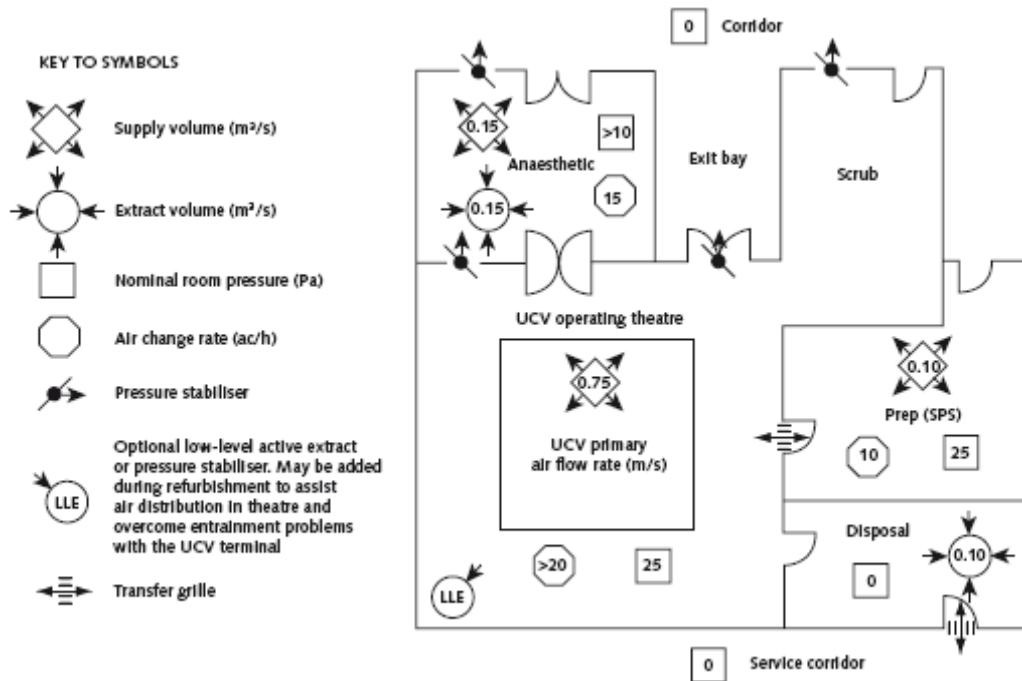 KEY TO SYMBOLS
Supply volume (m³/s)
Extract volume (m³/s)
Nominal room pressure (Pa)
Air change rate (ac/h)
Pressure stabiliser
Optional low-level active extract
or pressure stabiliser. May be added
during refurbishment to assist
air distribution in theatre and
overcome entrainment problems
with the UCV terminal
LLE
Transfer grille
0 Corridor
0.15
>10
Anaesthetic
0.15
15
Exit bay
Scrub
UCV operating theatre
0.75
UCV primary
air flow rate (m/s)
>20
25
LLE
0.10
Prep (SPS)
10
25
Disposal
0.10
0
0 Service corridor